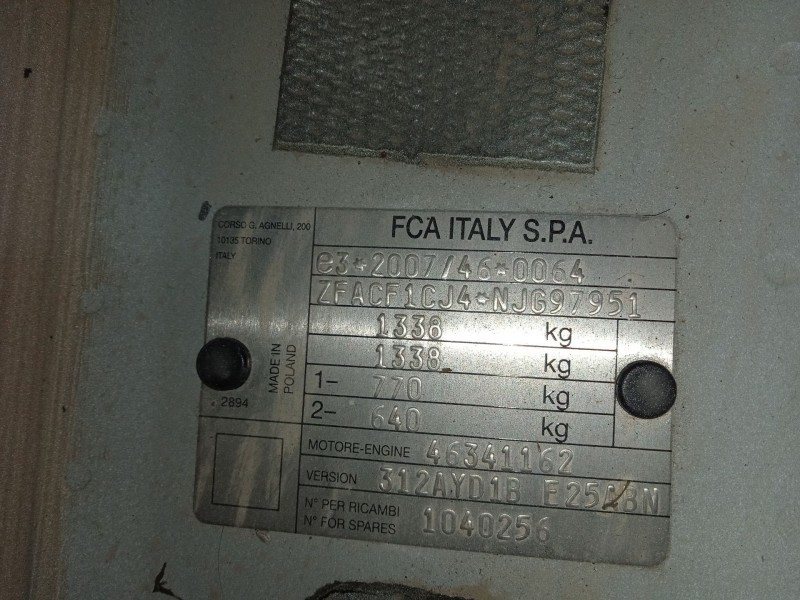 CORSO G. AGNELLI, 200
10135 TORINO
ITALY
FCA ITALY S.P.A.
e3*2007/46*0064
ZFACF1CJ4*NJG97951
1338 kg
1338 kg
1- 770 kg
2- 640 kg
MADE IN
POLAND
2894
MOTORE-ENGINE 46341162
VERSION 312AYD1B E25ABN
N° PER RICAMBI
N° FOR SPARES 1040256